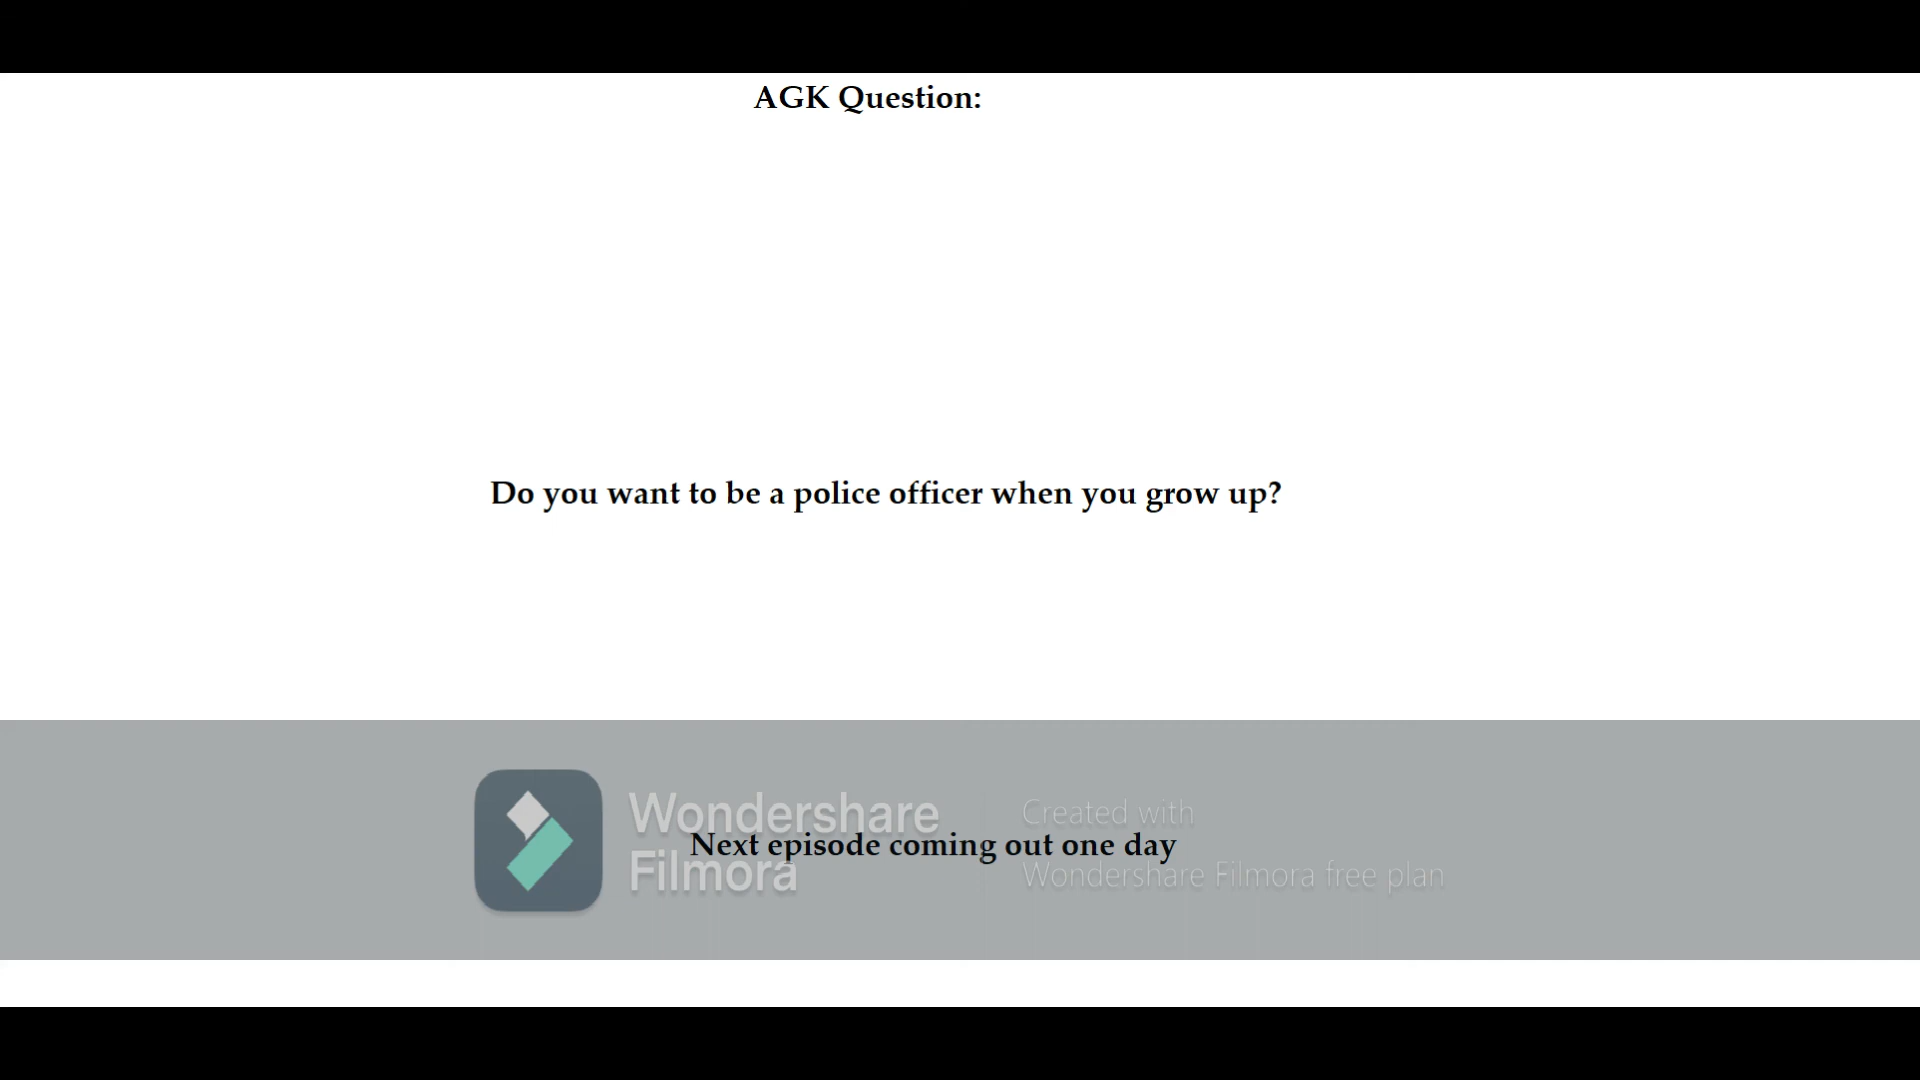 AGK Question:
Do you want to be a police officer when you grow up?
Wondershare
Filmora
Created with
Wondershare Filmora free plan
Next episode coming out one day